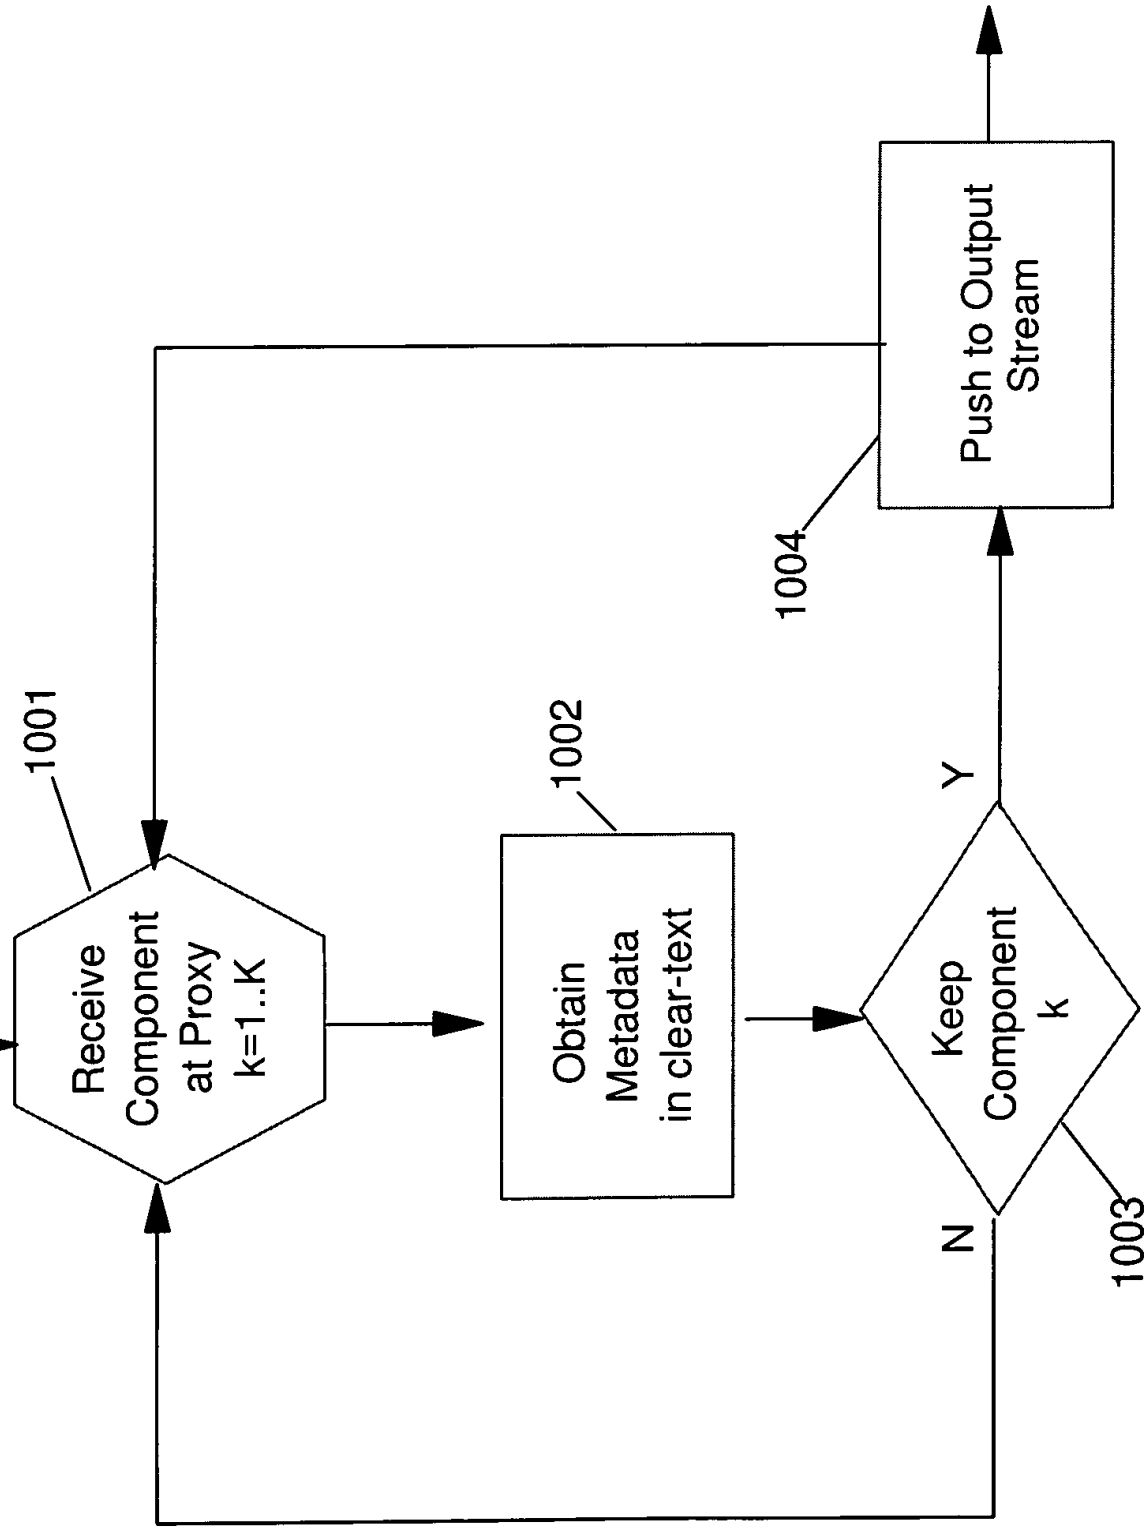 1001
Receive
Component
at Proxy
k=1..K
1002
Obtain
Metadata
in clear-text
Keep
Component
k
N
Y
1003
1004
Push to Output
Stream